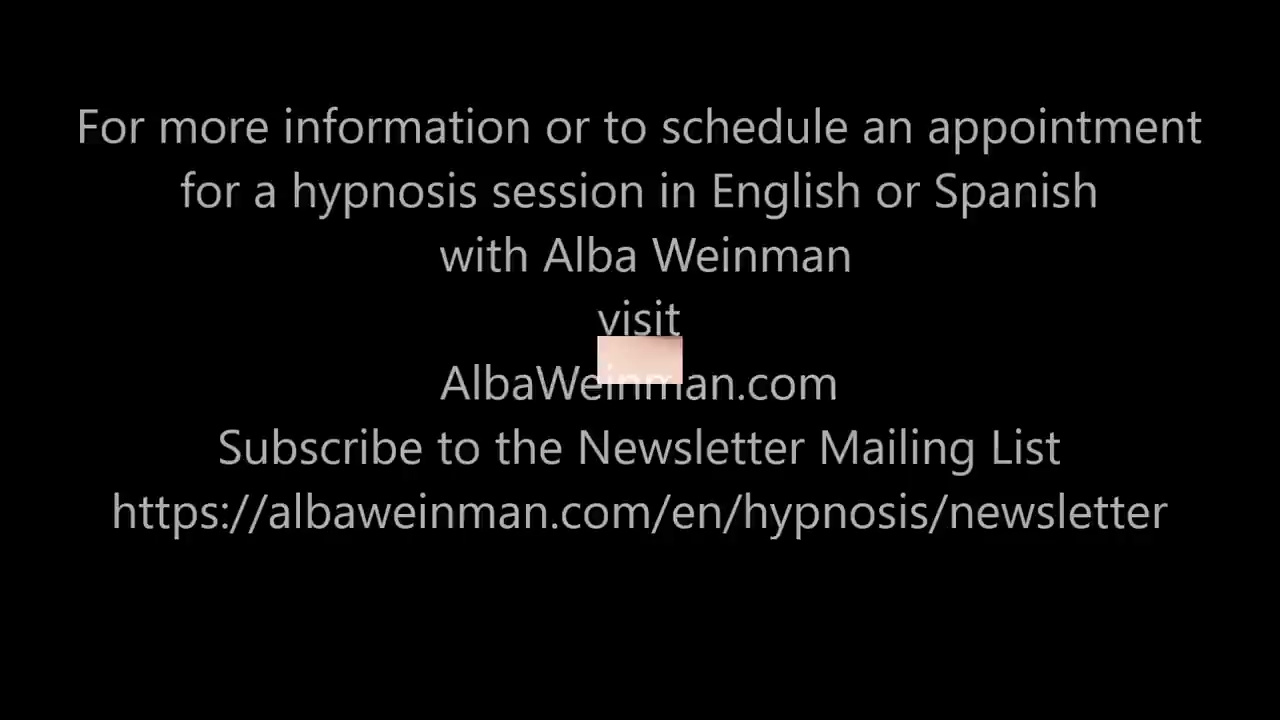 For more information or to schedule an appointment
for a hypnosis session in English or Spanish
with Alba Weinman
visit
AlbaWeinman.com
Subscribe to the Newsletter Mailing List
https://albaweinman.com/en/hypnosis/newsletter